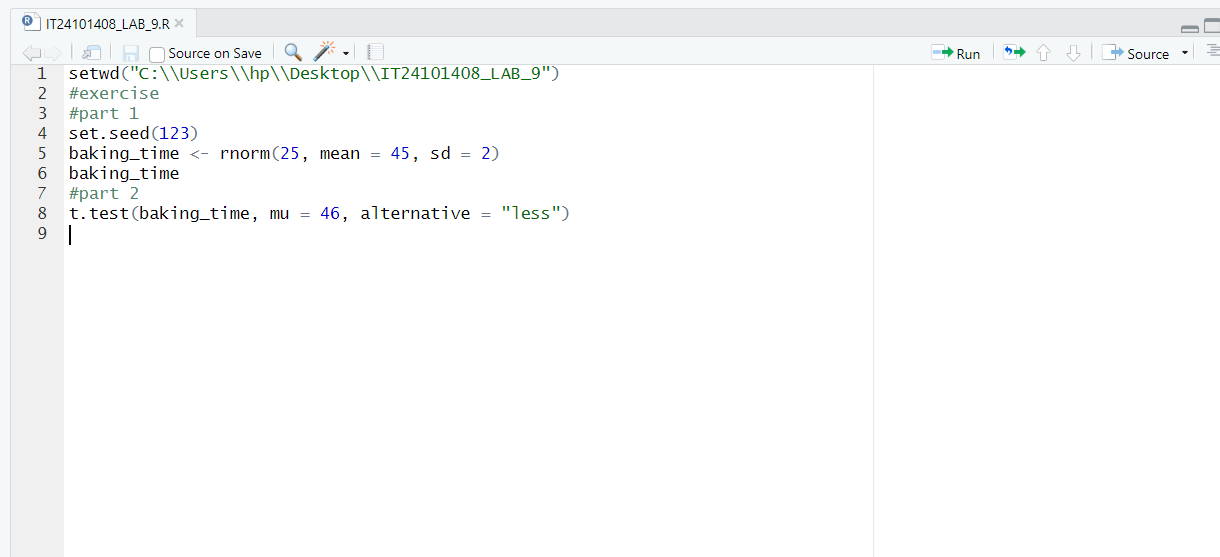 IT24101408_LAB_9.R
Source on Save
Run
Source
1 setwd("C:\\Users\\hp\\Desktop\\IT24101408_LAB_9")
2 #exercise
3 #part 1
4 set.seed(123)
5 baking_time <- rnorm(25, mean = 45, sd = 2)
6 baking_time
7 #part 2
8 t.test(baking_time, mu = 46, alternative = "less")
9